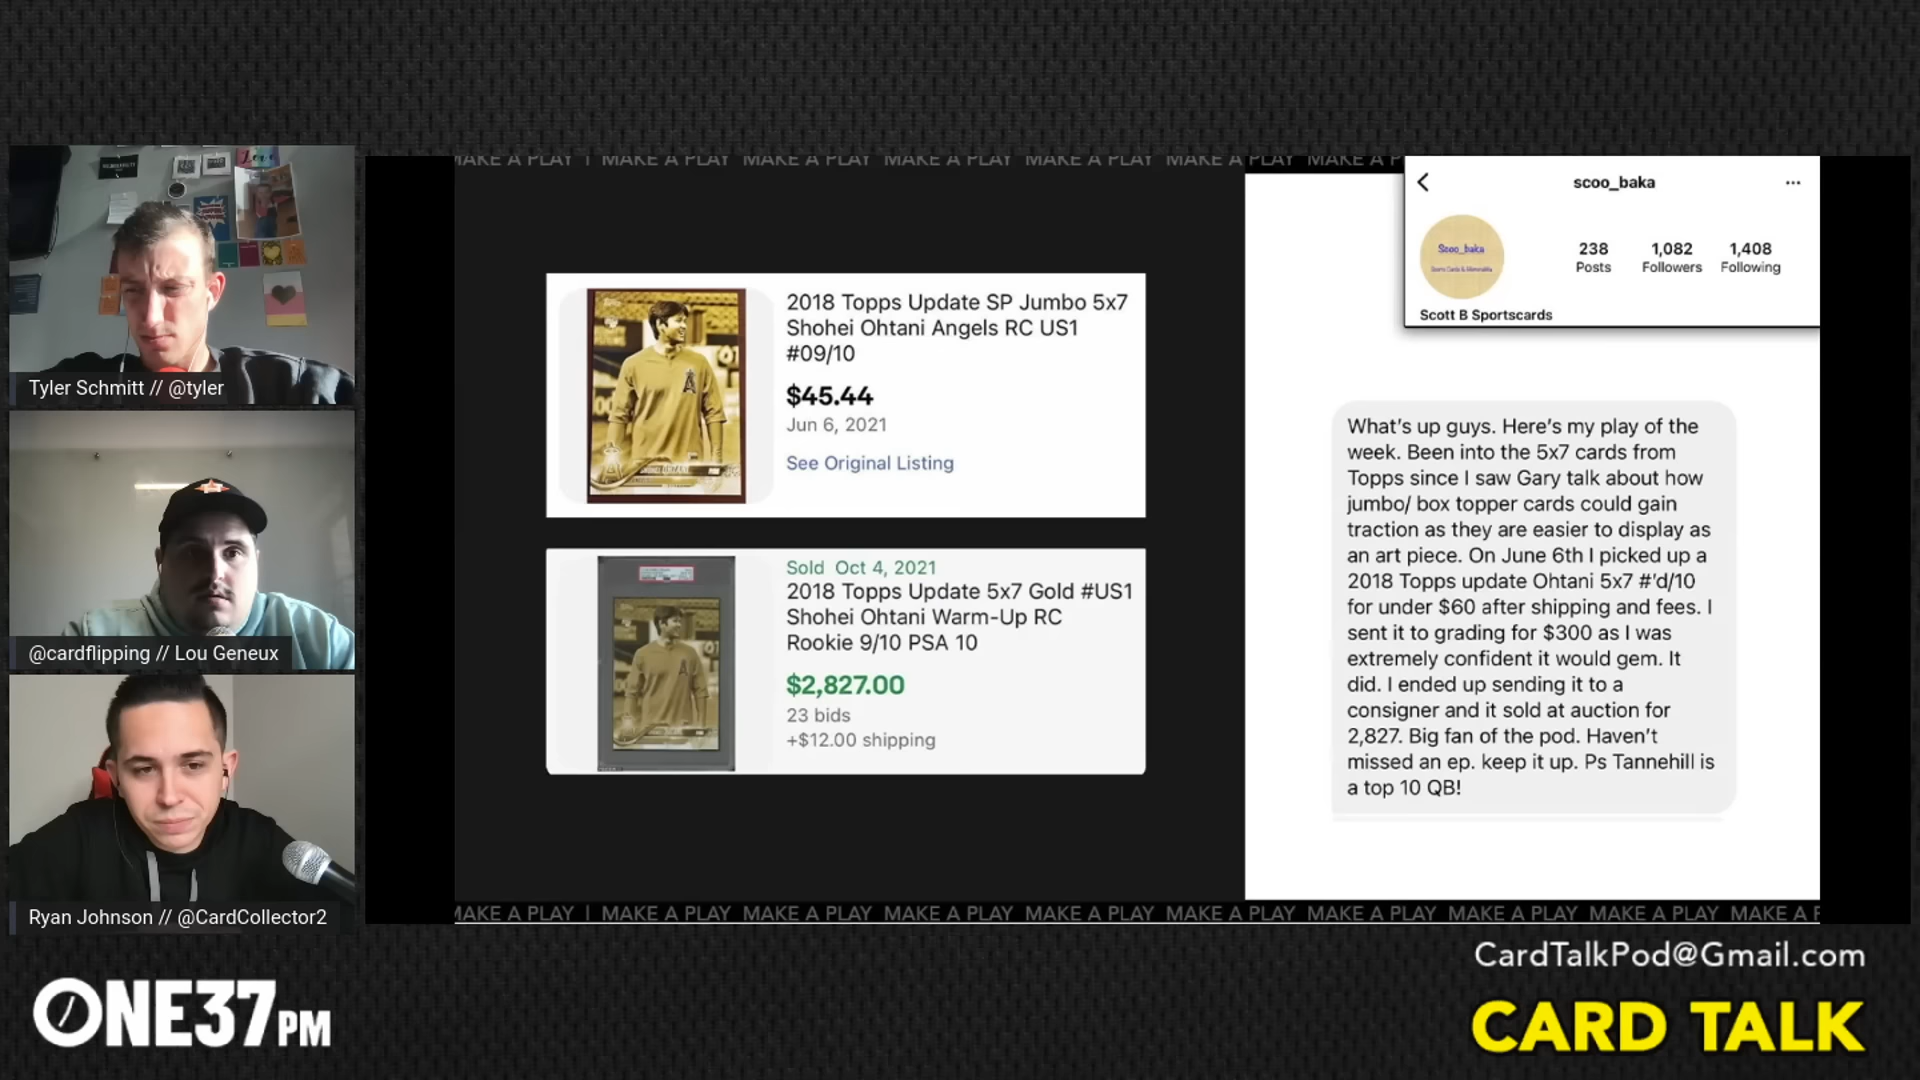 MAKE A PLAY | MAKE A PLAY MAKE A PLAY MAKE A PLAY MAKE A PLAY MAKE A PLAY MAKE A P
Tyler Schmitt // @tyler
@cardflipping // Lou Geneux
Ryan Johnson // @CardCollector2
2018 Topps Update SP Jumbo 5x7
Shohei Ohtani Angels RC US1
#09/10
$45.44
Jun 6, 2021
See Original Listing
Sold Oct 4, 2021
2018 Topps Update 5x7 Gold #US1
Shohei Ohtani Warm-Up RC
Rookie 9/10 PSA 10
$2,827.00
23 bids
+$12.00 shipping
scoo_baka
Scoo_baka
Sports Cards & Memorabilia
238
Posts
1,082
Followers
1,408
Following
Scott B Sportscards
What's up guys. Here's my play of the
week. Been into the 5x7 cards from
Topps since I saw Gary talk about how
jumbo/ box topper cards could gain
traction as they are easier to display as
an art piece. On June 6th I picked up a
2018 Topps update Ohtani 5x7 #'d/10
for under $60 after shipping and fees. I
sent it to grading for $300 as I was
extremely confident it would gem. It
did. I ended up sending it to a
consigner and it sold at auction for
2,827. Big fan of the pod. Haven't
missed an ep. keep it up. Ps Tannehill is
a top 10 QB!
MAKE A PLAY | MAKE A PLAY MAKE A PLAY MAKE A PLAY MAKE A PLAY MAKE A PLAY MAKE A PLAY MAKE A PLAY MAKE A P
ONE37PM
CardTalkPod@Gmail.com
CARD TALK